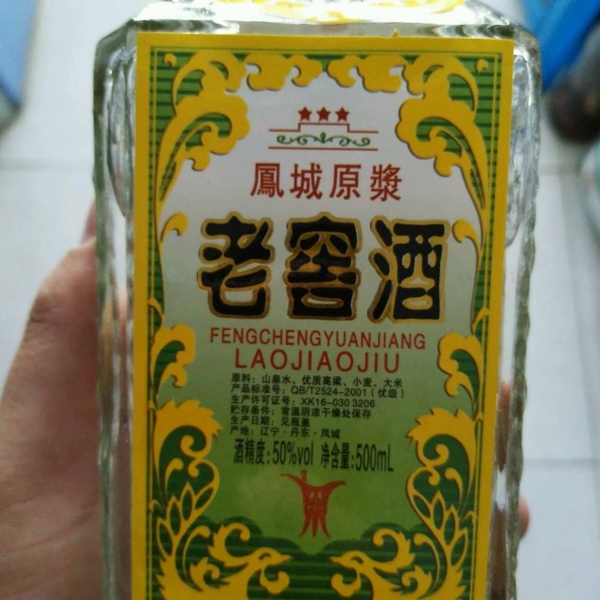 鳳城原漿
老窖酒
FENGCHENGYUANJIANG
LAOJIAOJIU
原料：山泉水、优质高粱、小麦、大米
产品标准号：QB/T2524-2001（优级）
生产许可证号：XK16-030 3206
贮存条件：常温阴凉干燥处保存
生产日期：见瓶盖
产地：辽宁·丹东·凤城
酒精度：50%vol 净含量：500mL